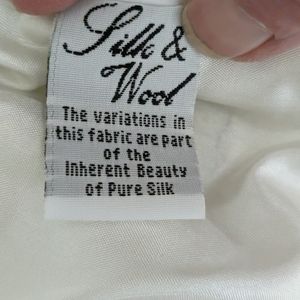 Silk &
Wool
The variations in
this fabric are part
of the
Inherent Beauty
of Pure Silk